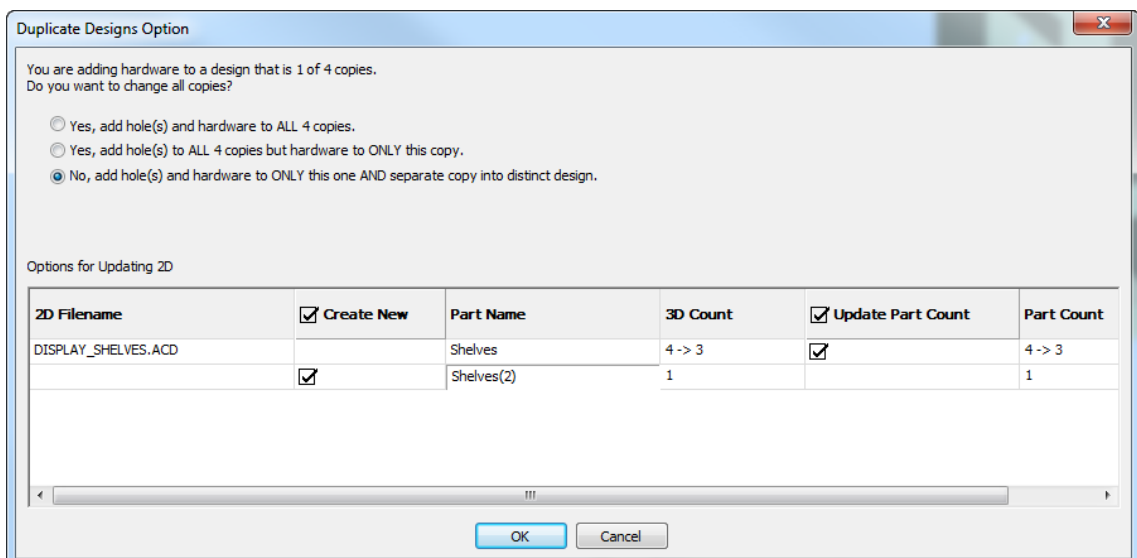 Duplicate Designs Option
You are adding hardware to a design that is 1 of 4 copies.
Do you want to change all copies?
Yes, add hole(s) and hardware to ALL 4 copies.
Yes, add hole(s) to ALL 4 copies but hardware to ONLY this copy.
No, add hole(s) and hardware to ONLY this one AND separate copy into distinct design.
Options for Updating 2D
2D Filename Create New Part Name 3D Count Update Part Count Part Count
DISPLAY_SHELVES.ACD Shelves 4 -> 3 4 -> 3
Shelves(2) 1 1
OK Cancel